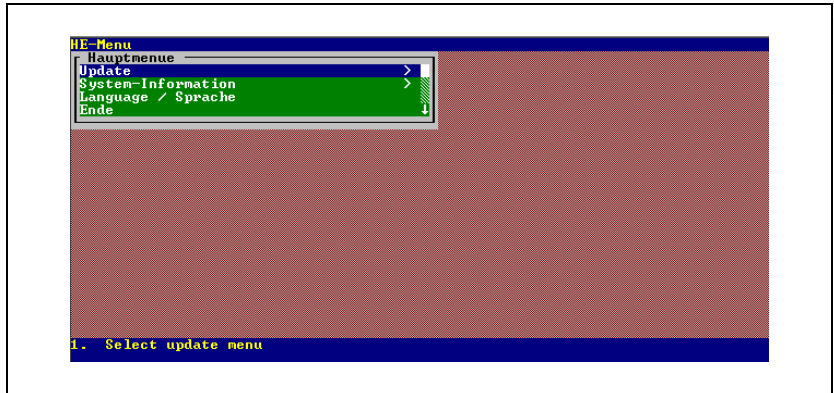 HE-Menu
Hauptmenue
Update >
System-Information >
Language / Sprache
Ende
1. Select update menu